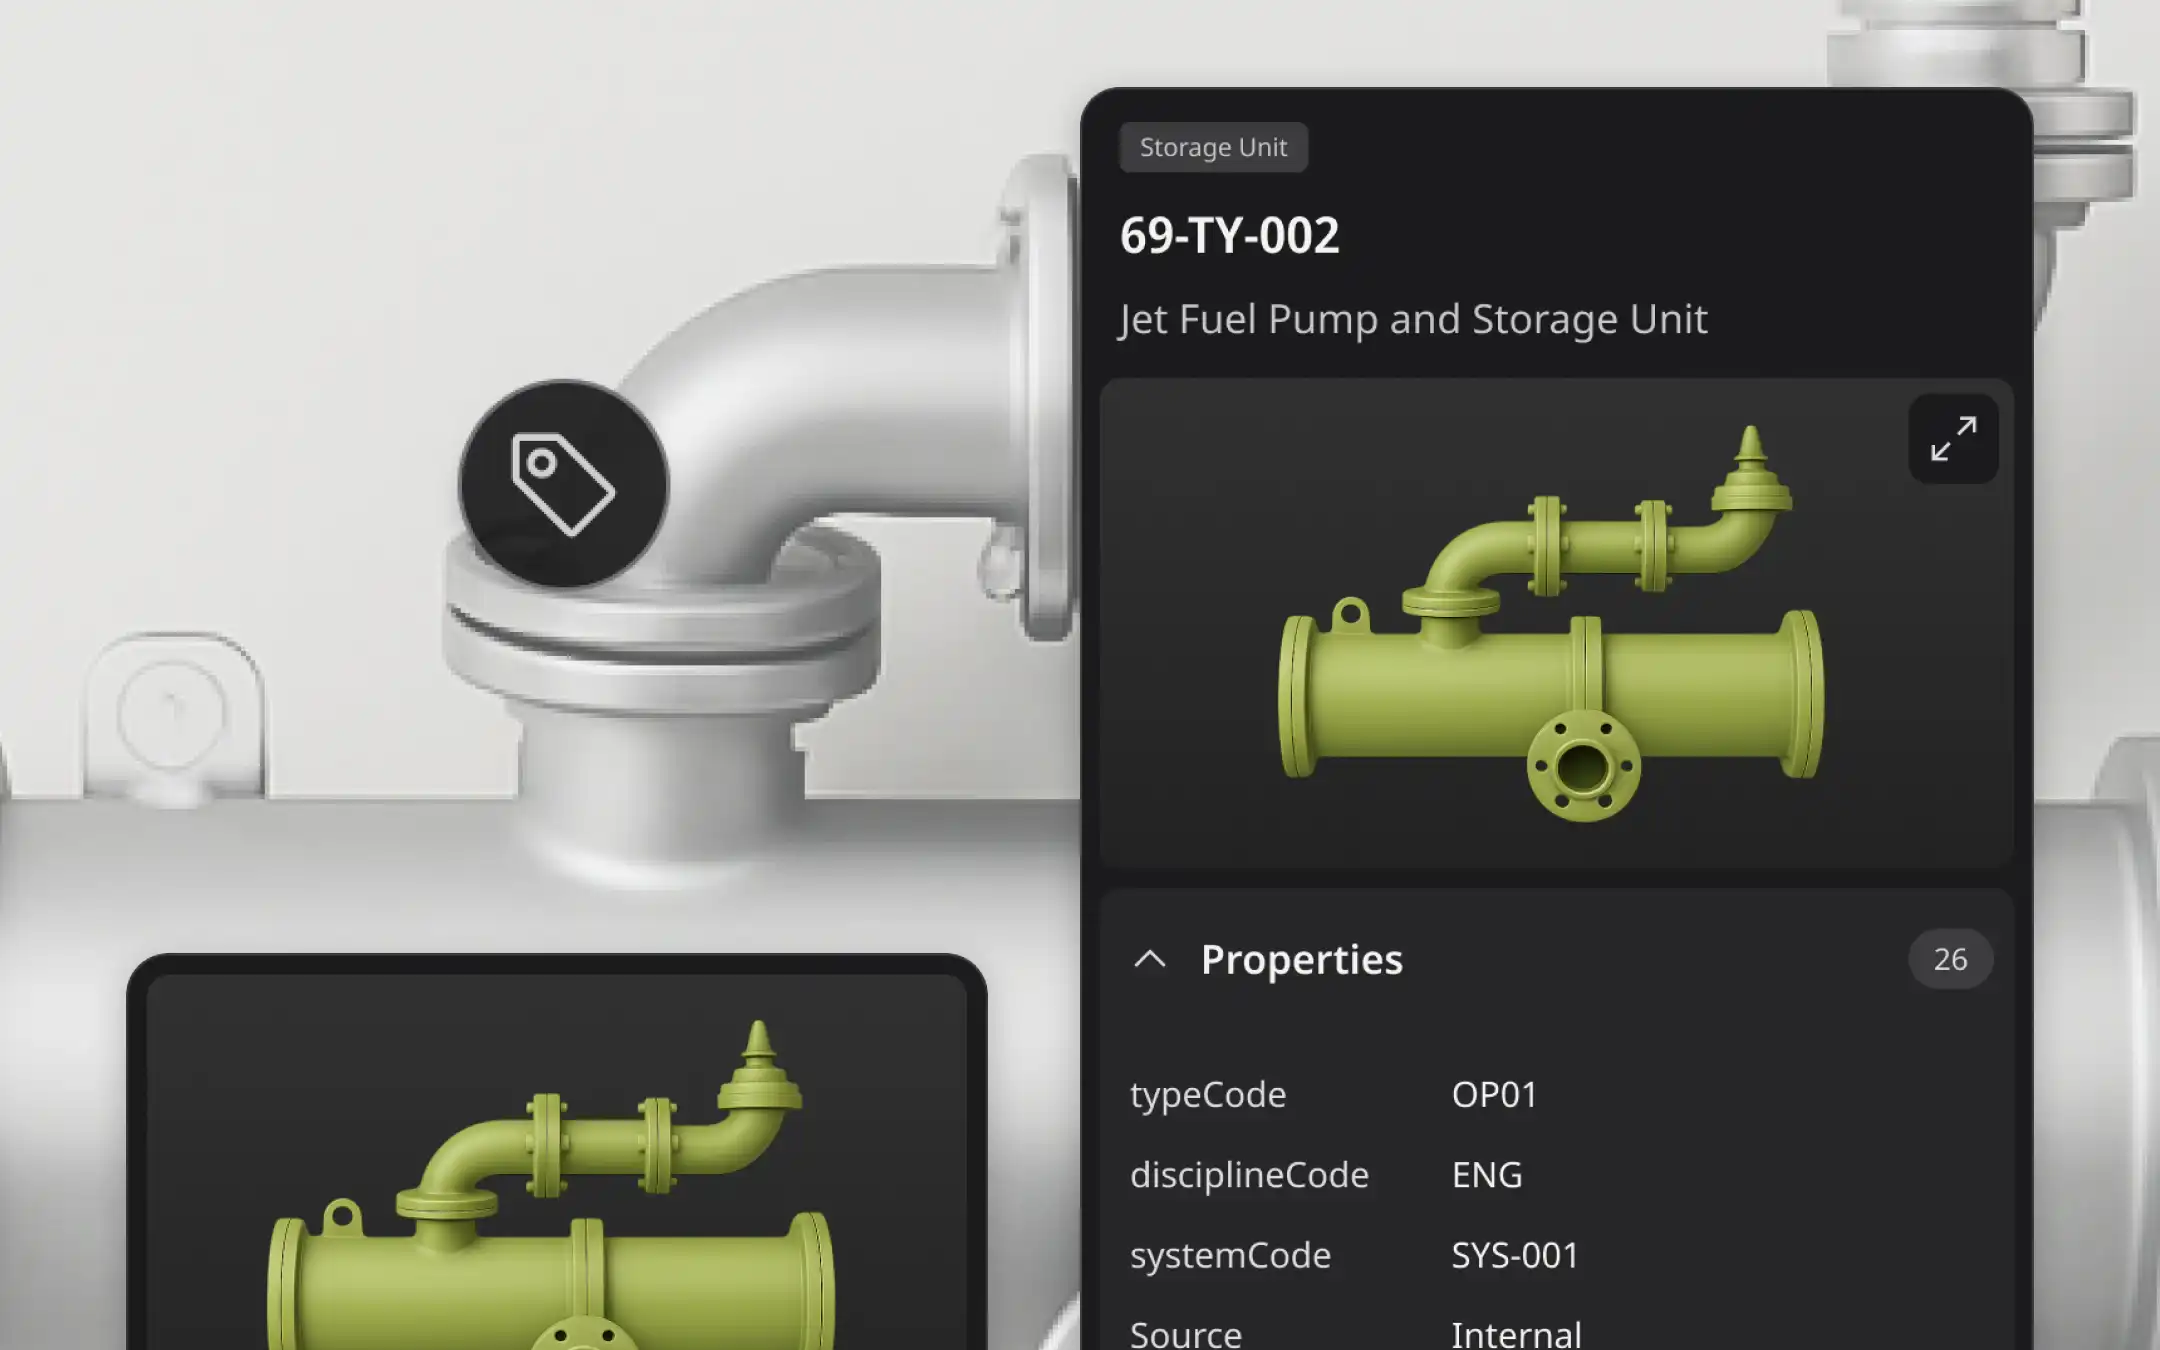 Storage Unit
69-TY-002
Jet Fuel Pump and Storage Unit
Properties
26
typeCode OP01
disciplineCode ENG
systemCode SYS-001
Source Internal